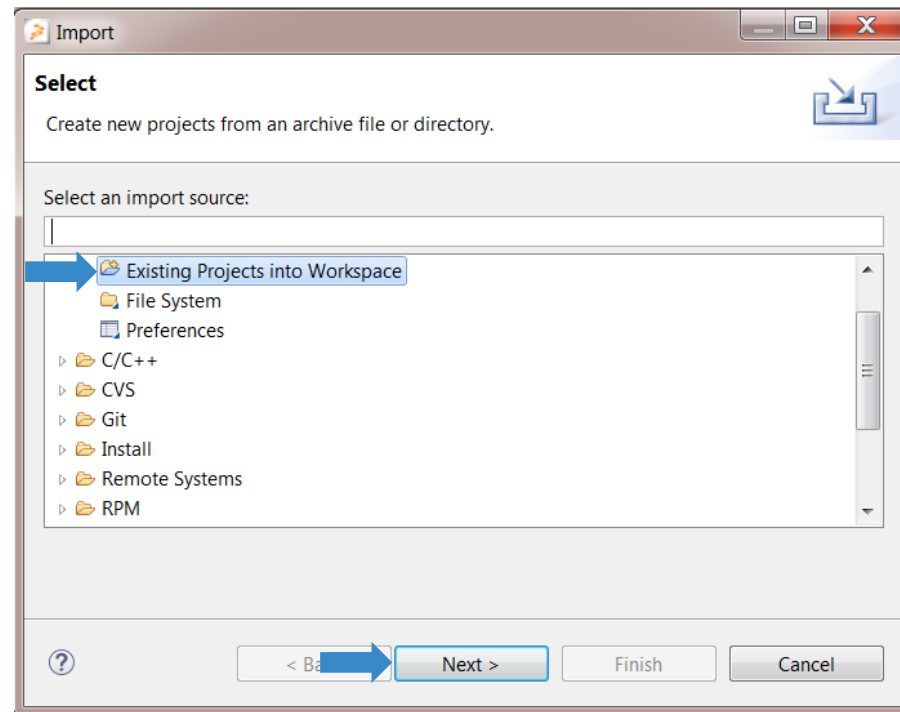 Import
Select
Create new projects from an archive file or directory.
Select an import source:
Existing Projects into Workspace
File System
Preferences
C/C++
CVS
Git
Install
Remote Systems
RPM
< Ba
Next >
Finish
Cancel